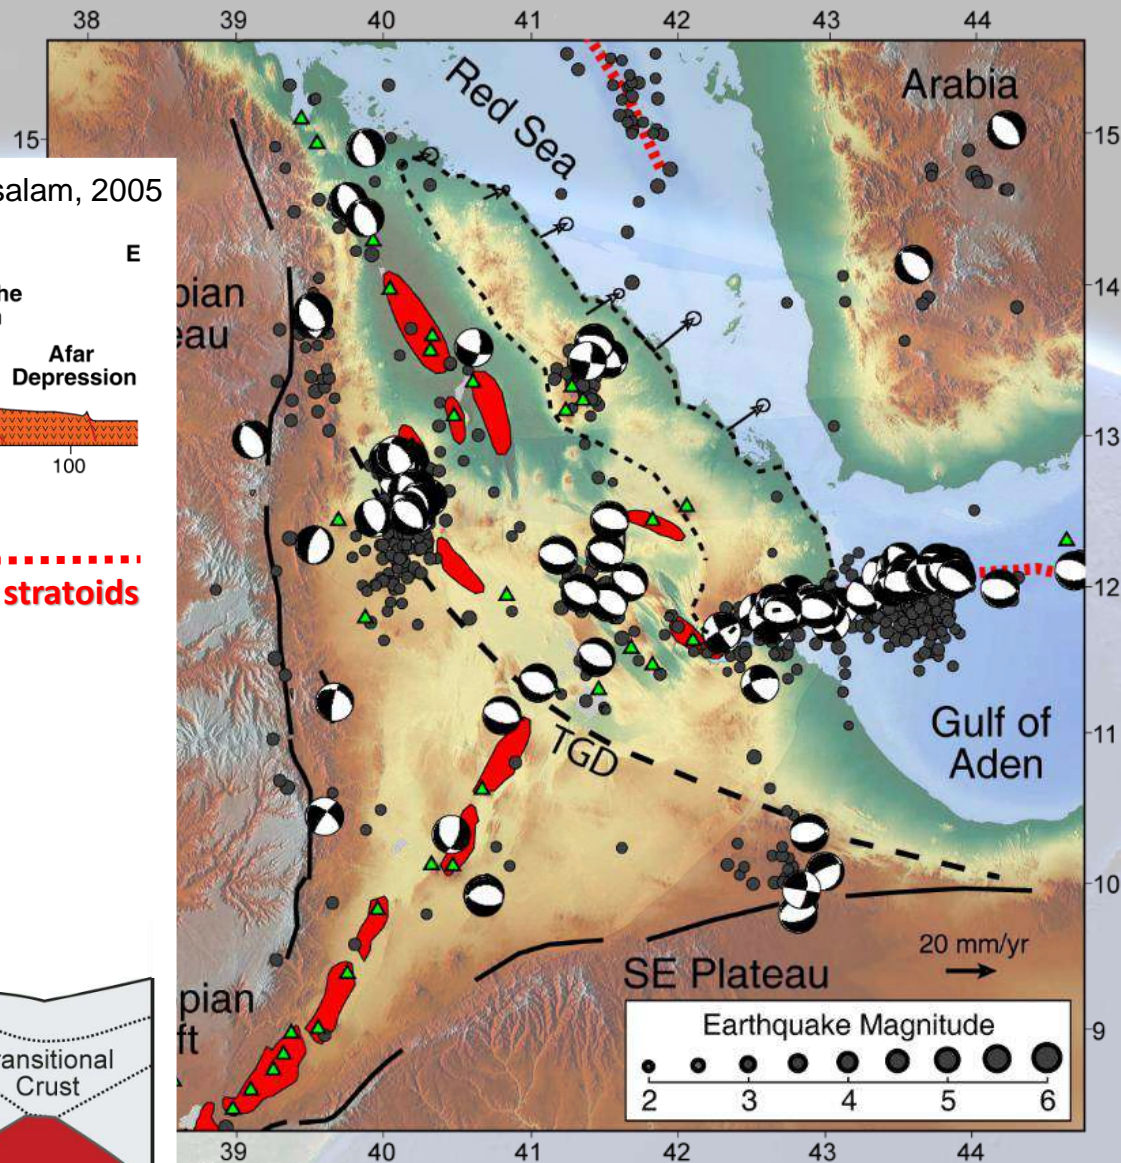 38 39 40 41 42 43 44
Red Sea
Arabia
15
15
salam, 2005
E
he
n
Afar
Depression
100
stratoids
pian
eau
14
13
12
11
10
9
TGD
Gulf of
Aden
SE Plateau
20 mm/yr
Earthquake Magnitude
2 3 4 5 6
pian
ft
ransitional
Crust
39 40 41 42 43 44